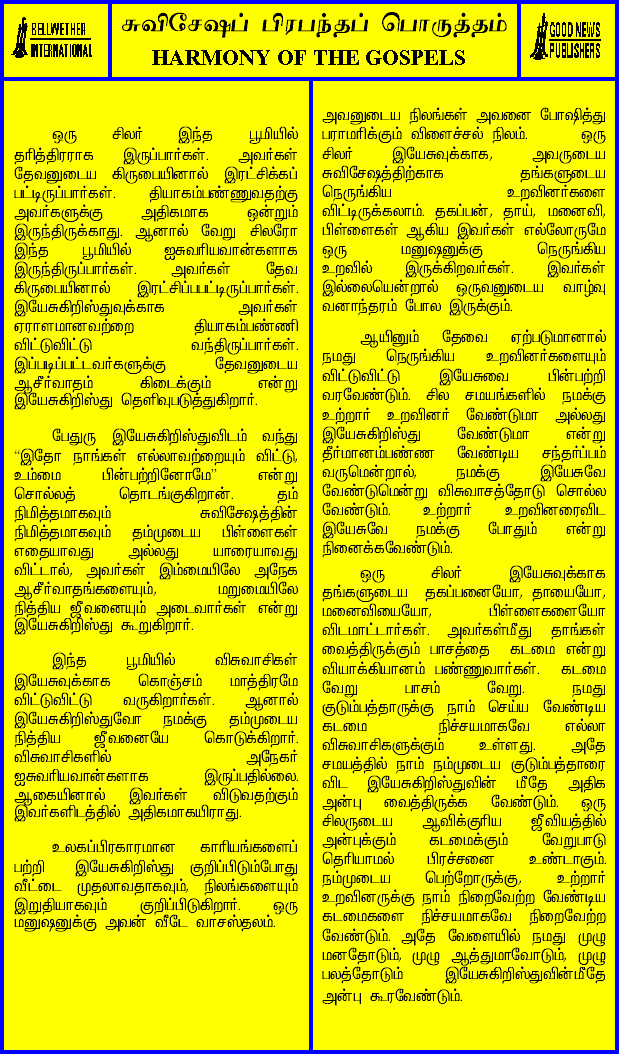 BELLWETHER
INTERNATIONAL
சுவிசேஷப் பிரபந்தப் பொருத்தம்
HARMONY OF THE GOSPELS
GOOD NEWS
PUBLISHERS
ஒரு சிலர் இந்த பூமியில்
தரித்திரராக இருப்பார்கள். அவர்கள்
தேவனுடைய கிருபையினால் இரட்சிக்கப்
பட்டிருப்பார்கள். தியாகம்பண்ணுவதற்கு
அவர்களுக்கு அதிகமாக ஒன்றும்
இருந்திருக்காது. ஆனால் வேறு சிலரோ
இந்த பூமியில் ஐசுவரியவான்களாக
இருந்திருப்பார்கள். அவர்கள் தேவ
கிருபையினால் இரட்சிப்பபட்டிருப்பார்கள்.
இயேசுகிறிஸ்துவுக்காக அவர்கள்
ஏராளமானவற்றை தியாகம்பண்ணி
விட்டுவிட்டு வந்திருப்பார்கள்.
இப்படிப்பட்டவர்களுக்கு தேவனுடைய
ஆசீர்வாதம் கிடைக்கும் என்று
இயேசுகிறிஸ்து தெளிவுபடுத்துகிறார்.
பேதுரு இயேசுகிறிஸ்துவிடம் வந்து
“இதோ நாங்கள் எல்லாவற்றையும் விட்டு,
உம்மை பின்பற்றினோமே” என்று
சொல்லத் தொடங்குகிறான். தம்
நிமித்தமாகவும் சுவிசேஷத்தின்
நிமித்தமாகவும் தம்முடைய பிள்ளைகள்
எதையாவது அல்லது யாரையாவது
விட்டால், அவர்கள் இம்மையிலே அநேக
ஆசீர்வாதங்களையும், மறுமையிலே
நித்திய ஜீவனையும் அடைவார்கள் என்று
இயேசுகிறிஸ்து கூறுகிறார்.
இந்த பூமியில் விசுவாசிகள்
இயேசுவுக்காக கொஞ்சம் மாத்திரமே
விட்டுவிட்டு வருகிறார்கள். ஆனால்
இயேசுகிறிஸ்துவோ நமக்கு தம்முடைய
நித்திய ஜீவனையே கொடுக்கிறார்.
விசுவாசிகளில் அநேகர்
ஐசுவரியவான்களாக இருப்பதில்லை.
ஆகையினால் இவர்கள் விடுவதற்கும்
இவர்களிடத்தில் அதிகமாகயிராது.
உலகப்பிரகாரமான காரியங்களைப்
பற்றி இயேசுகிறிஸ்து குறிப்பிடும்போது
வீட்டை முதலாவதாகவும், நிலங்களையும்
இறுதியாகவும் குறிப்பிடுகிறார். ஒரு
மனுஷனுக்கு அவன் வீடே வாசஸ்தலம்.
அவனுடைய நிலங்கள் அவனை போஷித்து
பராமரிக்கும் விளைச்சல் நிலம். ஒரு
சிலர் இயேசுவுக்காக, அவருடைய
சுவிசேஷத்திற்காக தங்களுடைய
நெருங்கிய உறவினர்களை
விட்டிருக்கலாம். தகப்பன், தாய், மனைவி,
பிள்ளைகள் ஆகிய இவர்கள் எல்லோருமே
ஒரு மனுஷனுக்கு நெருங்கிய
உறவில் இருக்கிறவர்கள். இவர்கள்
இல்லையென்றால் ஒருவனுடைய வாழ்வு
வனாந்தரம் போல இருக்கும்.
ஆயினும் தேவை ஏற்படுமானால்
நமது நெருங்கிய உறவினர்களையும்
விட்டுவிட்டு இயேசுவை பின்பற்றி
வரவேண்டும். சில சமயங்களில் நமக்கு
உற்றார் உறவினர் வேண்டுமா அல்லது
இயேசுகிறிஸ்து வேண்டுமா என்று
தீர்மானம்பண்ண வேண்டிய சந்தர்ப்பம்
வருமென்றால், நமக்கு இயேசுவே
வேண்டுமென்று விசுவாசத்தோடு சொல்ல
வேண்டும். உற்றார் உறவினரைவிட
இயேசுவே நமக்கு போதும் என்று
நினைக்கவேண்டும்.
ஒரு சிலர் இயேசுவுக்காக
தங்களுடைய தகப்பனையோ, தாயையோ,
மனைவியையோ, பிள்ளைகளையோ
விடமாட்டார்கள். அவர்கள்மீது தாங்கள்
வைத்திருக்கும் பாசத்தை கடமை என்று
வியாக்கியானம் பண்ணுவார்கள். கடமை
வேறு பாசம் வேறு. நமது
குடும்பத்தாருக்கு நாம் செய்ய வேண்டிய
கடமை நிச்சயமாகவே எல்லா
விசுவாசிகளுக்கும் உள்ளது. அதே
சமயத்தில் நாம் நம்முடைய குடும்பத்தாரை
விட இயேசுகிறிஸ்துவின் மீதே அதிக
அன்பு வைத்திருக்க வேண்டும். ஒரு
சிலருடைய ஆவிக்குரிய ஜீவியத்தில்
அன்புக்கும் கடமைக்கும் வேறுபாடு
தெரியாமல் பிரச்சனை உண்டாகும்.
நம்முடைய பெற்றோருக்கு, உற்றார்
உறவினருக்கு நாம் நிறைவேற்ற வேண்டிய
கடமைகளை நிச்சயமாகவே நிறைவேற்ற
வேண்டும். அதே வேளையில் நமது முழு
மனதோடும், முழு ஆத்துமாவோடும், முழு
பலத்தோடும் இயேசுகிறிஸ்துவின்மீதே
அன்பு கூரவேண்டும்.